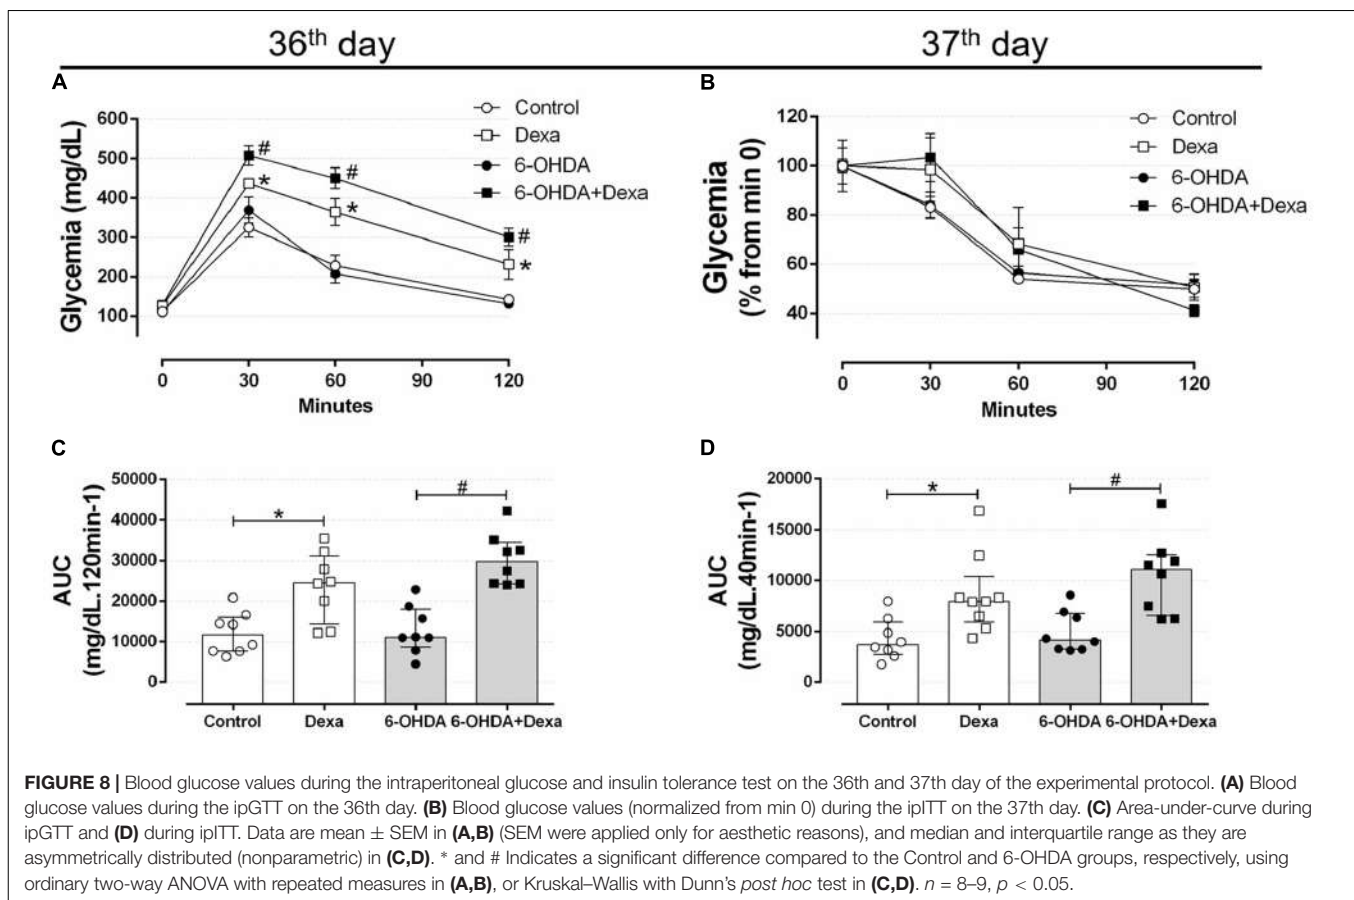 36th day
37th day
A
Glycemia (mg/dL)
600
500
400
300
200
100
0
30
60
90
120
Minutes
Control
Dexa
6-OHDA
6-OHDA+Dexa
#
#
#
*
*
*
B
Glycemia
(% from min 0)
120
100
80
60
40
0
30
60
90
120
Minutes
Control
Dexa
6-OHDA
6-OHDA+Dexa
C
AUC
(mg/dL.120min-1)
50000
40000
30000
20000
10000
0
*
#
Control
Dexa
6-OHDA
6-OHDA+Dexa
D
AUC
(mg/dL.40min-1)
20000
15000
10000
5000
0
*
#
Control
Dexa
6-OHDA
6-OHDA+Dexa
FIGURE 8 | Blood glucose values during the intraperitoneal glucose and insulin tolerance test on the 36th and 37th day of the experimental protocol. (A) Blood
glucose values during the ipGTT on the 36th day. (B) Blood glucose values (normalized from min 0) during the ipITT on the 37th day. (C) Area-under-curve during
ipGTT and (D) during ipITT. Data are mean ± SEM in (A,B) (SEM were applied only for aesthetic reasons), and median and interquartile range as they are
asymmetrically distributed (nonparametric) in (C,D). * and # Indicates a significant difference compared to the Control and 6-OHDA groups, respectively, using
ordinary two-way ANOVA with repeated measures in (A,B), or Kruskal–Wallis with Dunn's post hoc test in (C,D). n = 8–9, p < 0.05.